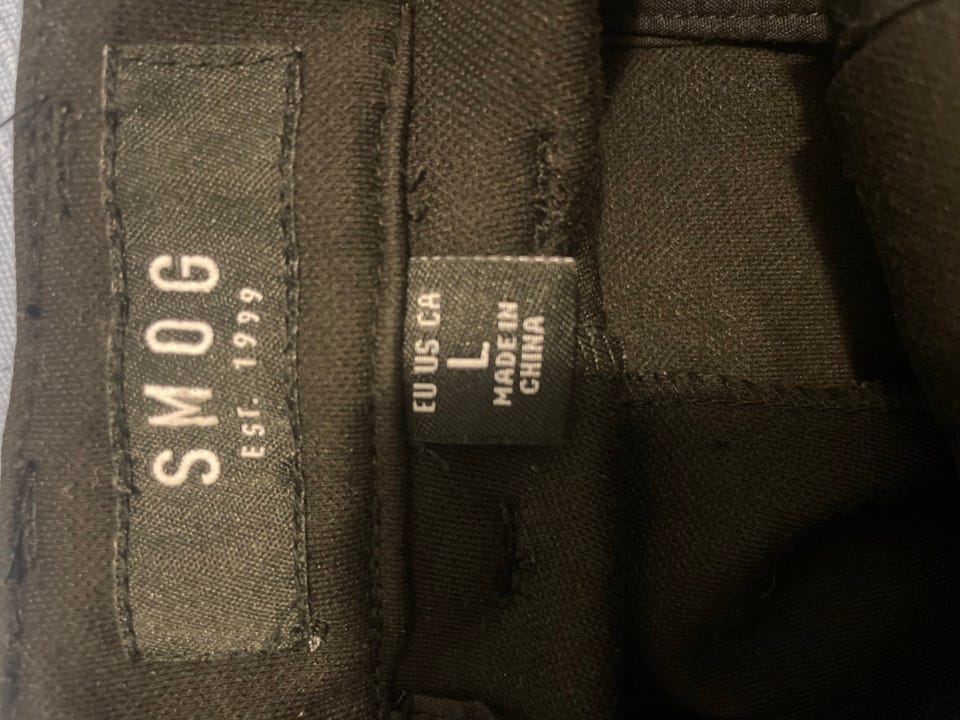 SMOG
EST. 1999
EU US CA
L
MADE IN
CHINA